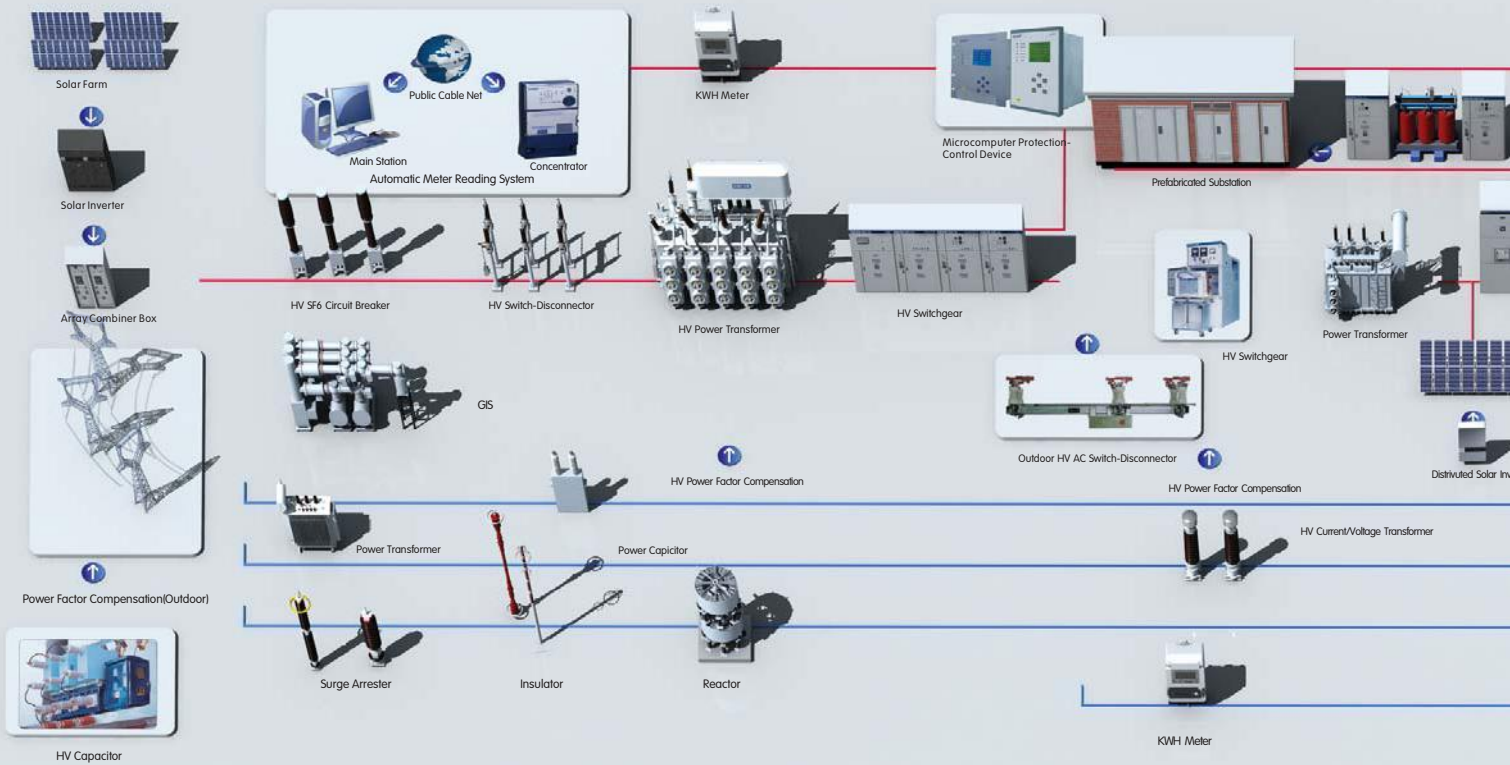 Solar Farm
Public Cable Net
KWH Meter
Main Station
Concentrator
Automatic Meter Reading System
Microcomputer Protection-
Control Device
Prefabricated Substation
Solar Inverter
Array Combiner Box
HV SF6 Circuit Breaker
HV Switch-Disconnector
HV Power Transformer
HV Switchgear
HV Switchgear
Power Transformer
GIS
Outdoor HV AC Switch-Disconnector
Distrivuted Solar Inv
HV Power Factor Compensation
HV Power Factor Compensation
Power Transformer
Power Capicitor
HV Current/Voltage Transformer
Power Factor Compensation(Outdoor)
Surge Arrester
Insulator
Reactor
KWH Meter
HV Capacitor